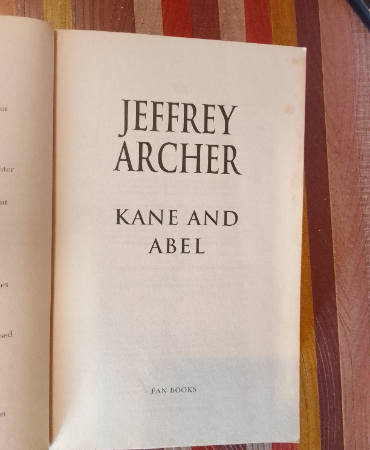 JEFFREY
ARCHER
KANE AND
ABEL
PAN BOOKS